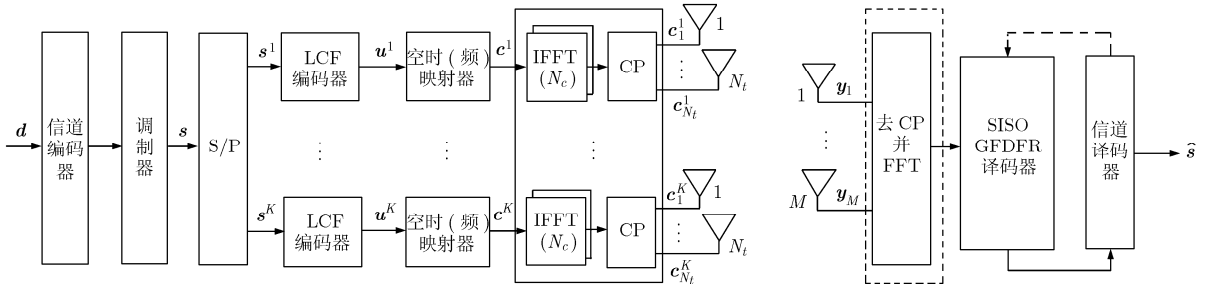 d
信道
编码
器
调
制
器
s
S/P
s^1
LCF
编码器
u^1
空时(频)
映射器
c^1
IFFT
(N_c)
CP
c_1^1
1
⋮
c_{N_t}^1
N_t
⋮
⋮
⋮
⋮
s^K
LCF
编码器
u^K
空时(频)
映射器
c^K
IFFT
(N_c)
CP
c_1^K
1
⋮
c_{N_t}^K
N_t
1
y_1
⋮
M
y_M
去 CP
并
FFT
SISO
GFDFR
译码器
信道
译码
器
ŝ